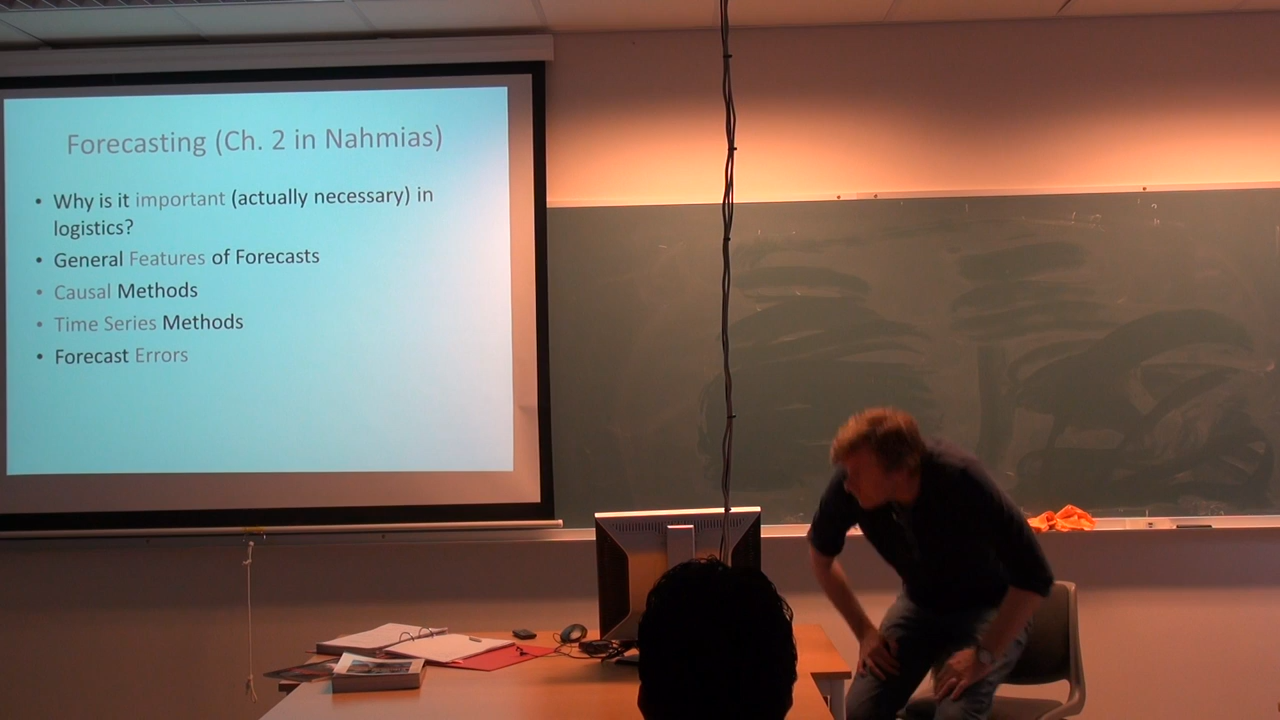 Forecasting (Ch. 2 in Nahmias)
• Why is it important (actually necessary) in
logistics?
• General Features of Forecasts
• Causal Methods
• Time Series Methods
• Forecast Errors